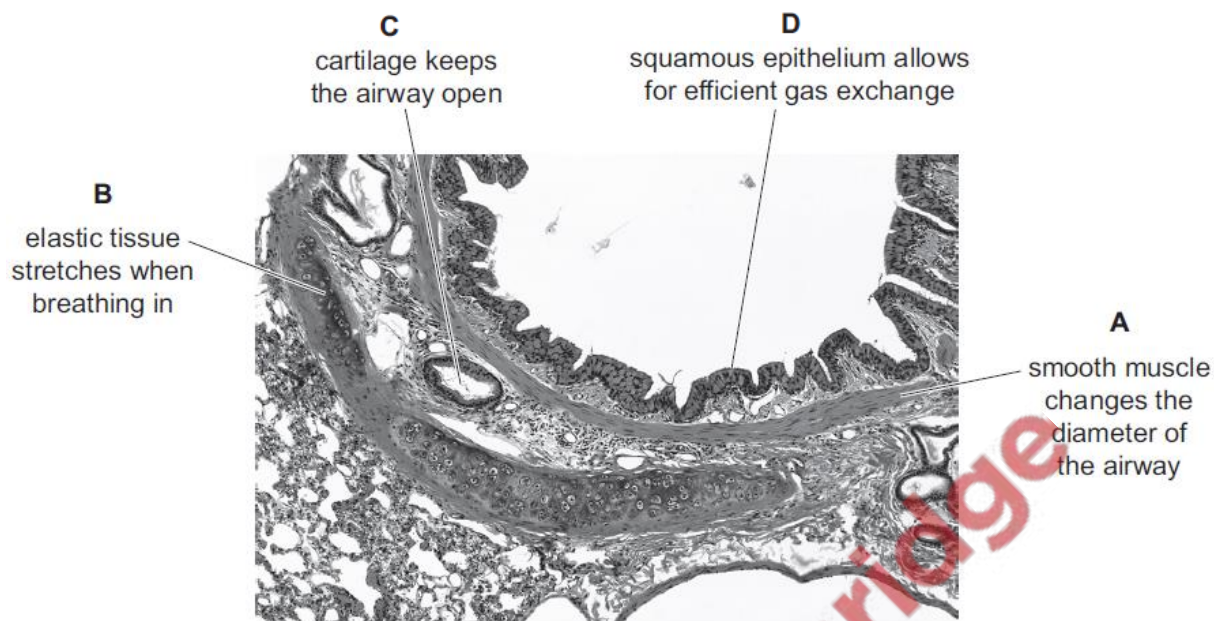 C
cartilage keeps
the airway open
D
squamous epithelium allows
for efficient gas exchange
B
elastic tissue
stretches when
breathing in
A
smooth muscle
changes the
diameter of
the airway
ridge